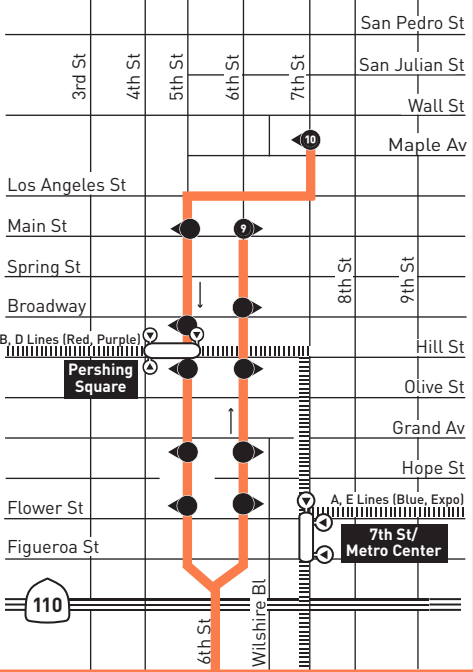 San Pedro St
3rd St
4th St
5th St
6th St
7th St
San Julian St
Wall St
10
Maple Av
Los Angeles St
Main St
9
Spring St
8th St
9th St
Broadway
B, D Lines (Red, Purple)
Hill St
Pershing
Square
Olive St
Grand Av
Hope St
A, E Lines (Blue, Expo)
Flower St
7th St/
Metro Center
Figueroa St
110
6th St
Wilshire Bl